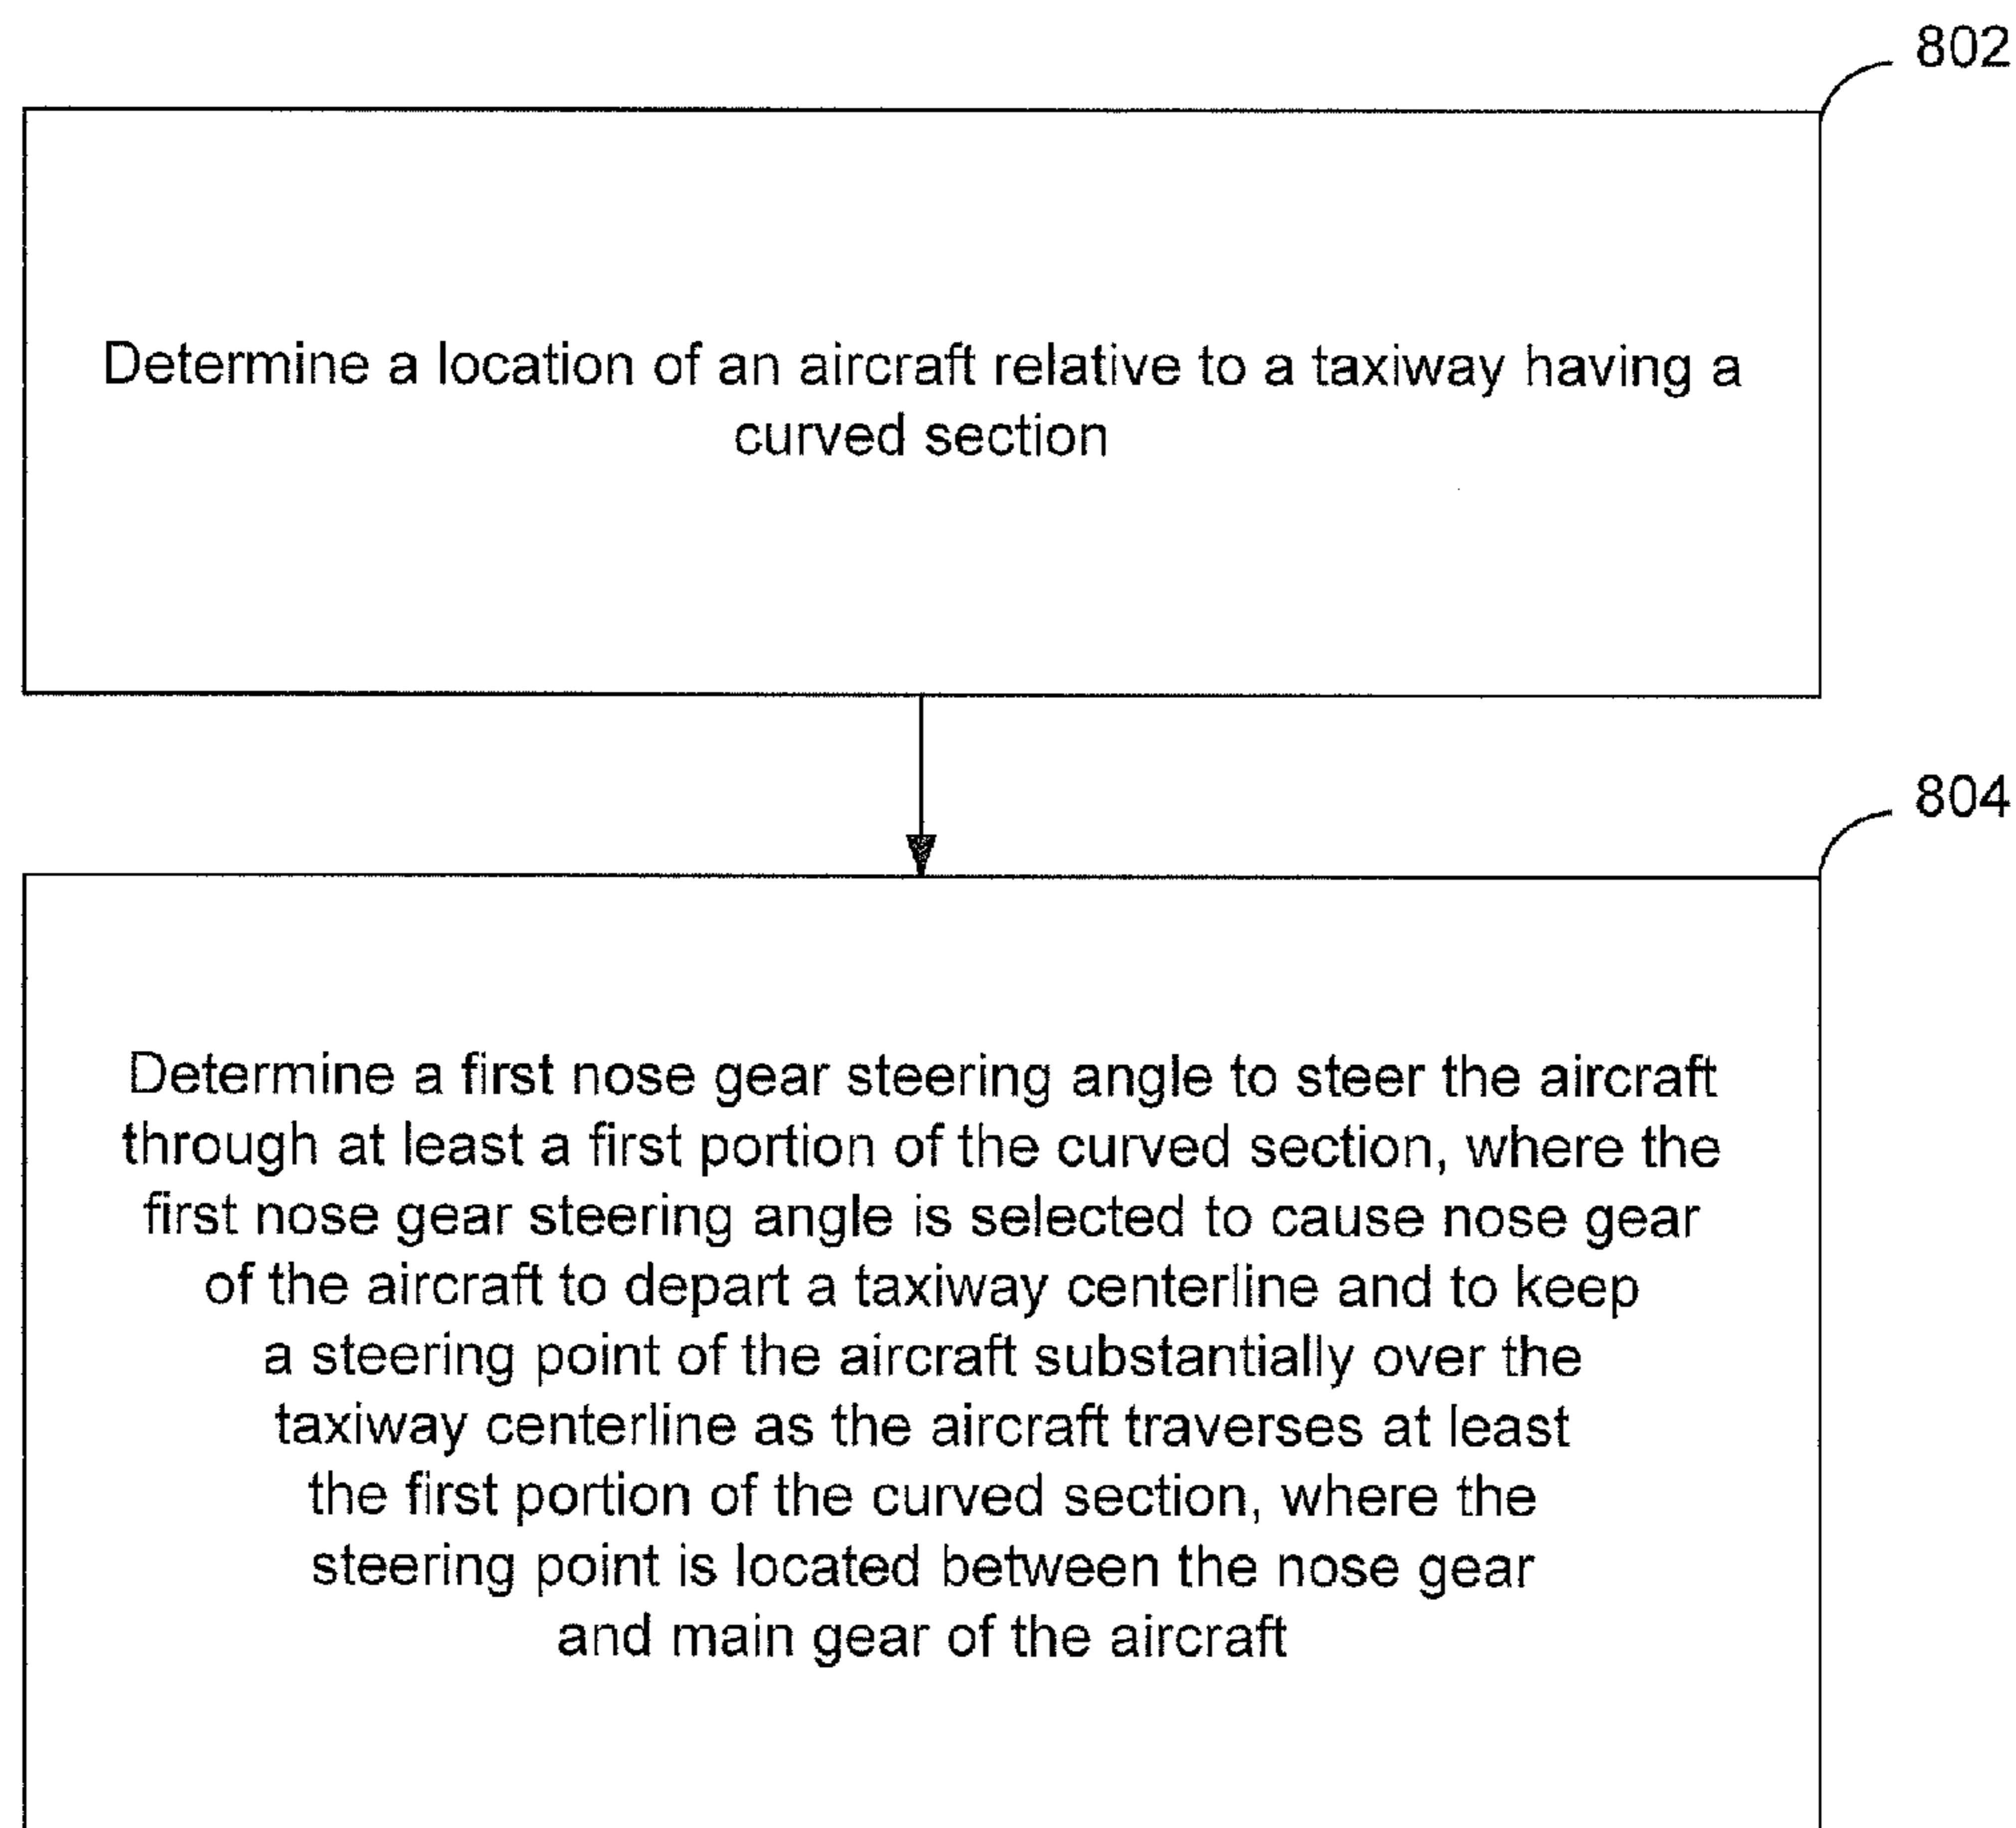 802
Determine a location of an aircraft relative to a taxiway having a
curved section
804
Determine a first nose gear steering angle to steer the aircraft
through at least a first portion of the curved section, where the
first nose gear steering angle is selected to cause nose gear
of the aircraft to depart a taxiway centerline and to keep
a steering point of the aircraft substantially over the
taxiway centerline as the aircraft traverses at least
the first portion of the curved section, where the
steering point is located between the nose gear
and main gear of the aircraft